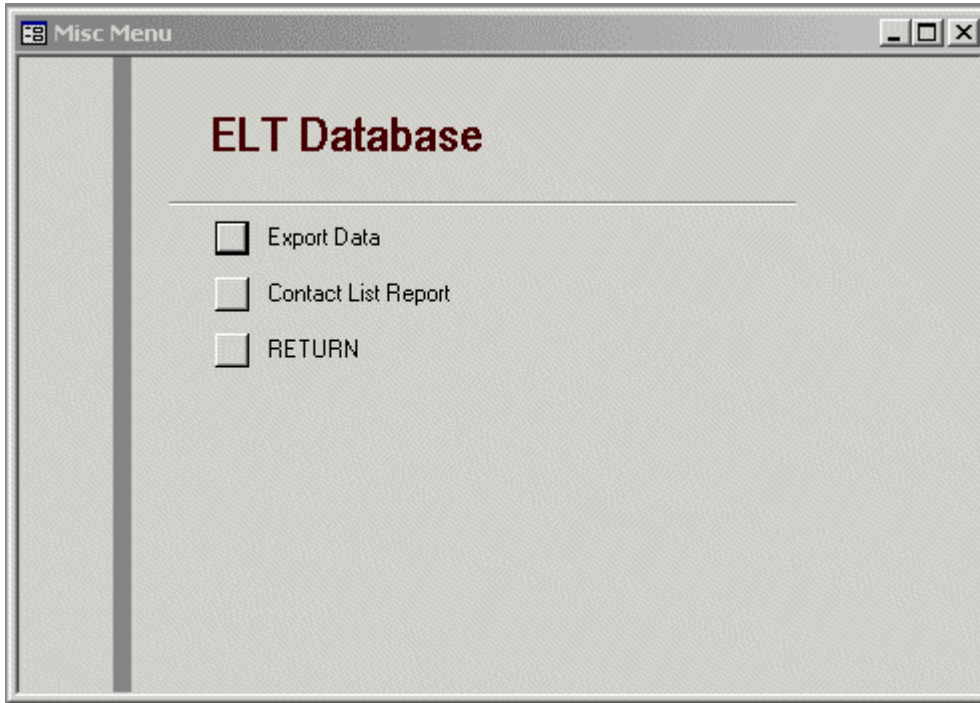 Misc Menu
ELT Database
Export Data
Contact List Report
RETURN